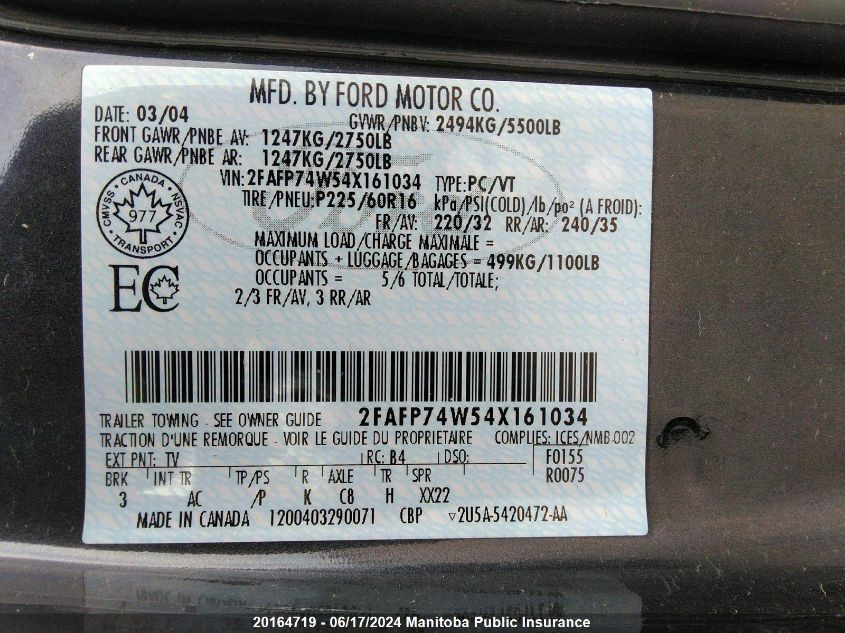 MFD. BY FORD MOTOR CO.
DATE: 03/04 GVWR/PNBV: 2494KG/5500LB
FRONT GAWR/PNBE AV: 1247KG/2750LB
REAR GAWR/PNBE AR: 1247KG/2750LB
VIN: 2FAFP74W54X161034 TYPE: PC/VT
TIRE/PNEU: P225/60R16 kPa/PSI(COLD)/lb/po² (A FROID):
FR/AV: 220/32 RR/AR: 240/35
MAXIMUM LOAD/CHARGE MAXIMALE =
OCCUPANTS + LUGGAGE/BAGAGES = 499KG/1100LB
OCCUPANTS = 5/6 TOTAL/TOTALE;
2/3 FR/AV, 3 RR/AR
CANADA
CMVSS 977 NSVAC
TRANSPORT
EC
TRAILER TOWING - SEE OWNER GUIDE 2FAFP74W54X161034
TRACTION D'UNE REMORQUE - VOIR LE GUIDE DU PROPRIETAIRE COMPLIES: ICES/NMB-002
EXT PNT: TV RC: B4 DSO: F0155
BRK INT TR TP/PS R AXLE TR SPR R0075
3 AC /P K C8 H XX22
MADE IN CANADA 1200403290071 CBP ▿2U5A-5420472-AA
20164719 - 06/17/2024 Manitoba Public Insurance